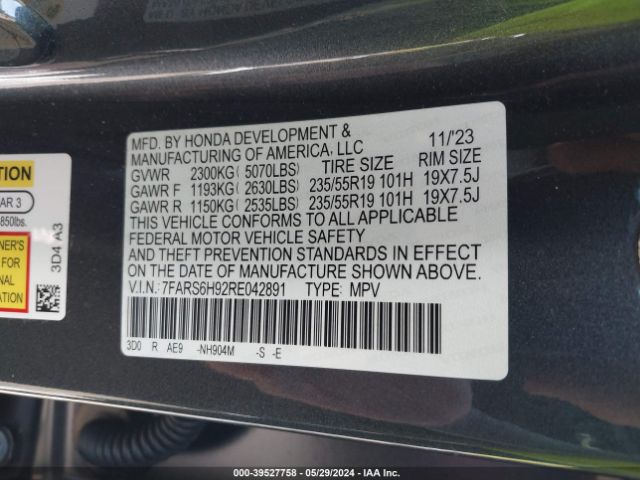 MFD. BY HONDA DEVELOPMENT & 11/'23
MANUFACTURING OF AMERICA, LLC
TIRE SIZE RIM SIZE
GVWR 2300KG( 5070LBS)
GAWR F 1193KG( 2630LBS) 235/55R19 101H 19X7.5J
GAWR R 1150KG( 2535LBS) 235/55R19 101H 19X7.5J
THIS VEHICLE CONFORMS TO ALL APPLICABLE
FEDERAL MOTOR VEHICLE SAFETY
AND THEFT PREVENTION STANDARDS IN EFFECT
ON THE DATE OF MANUFACTURE SHOWN ABOVE.
V.I.N.: 7FARS6H92RE042891 TYPE: MPV
3D0 R AE9 -NH904M -S -E
TION
AR 3
850lbs.
NER'S
FOR
NAL
ATION
3D4 A3
000-39527758 - 05/29/2024 - IAA Inc.